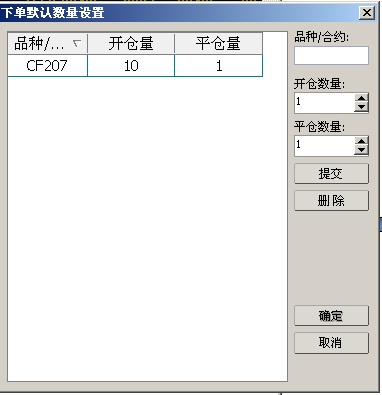 下单默认数量设置
品种/... 开仓量 平仓量
CF207 10 1
品种/合约:
开仓数量:
1
平仓数量:
1
提交
删除
确定
取消